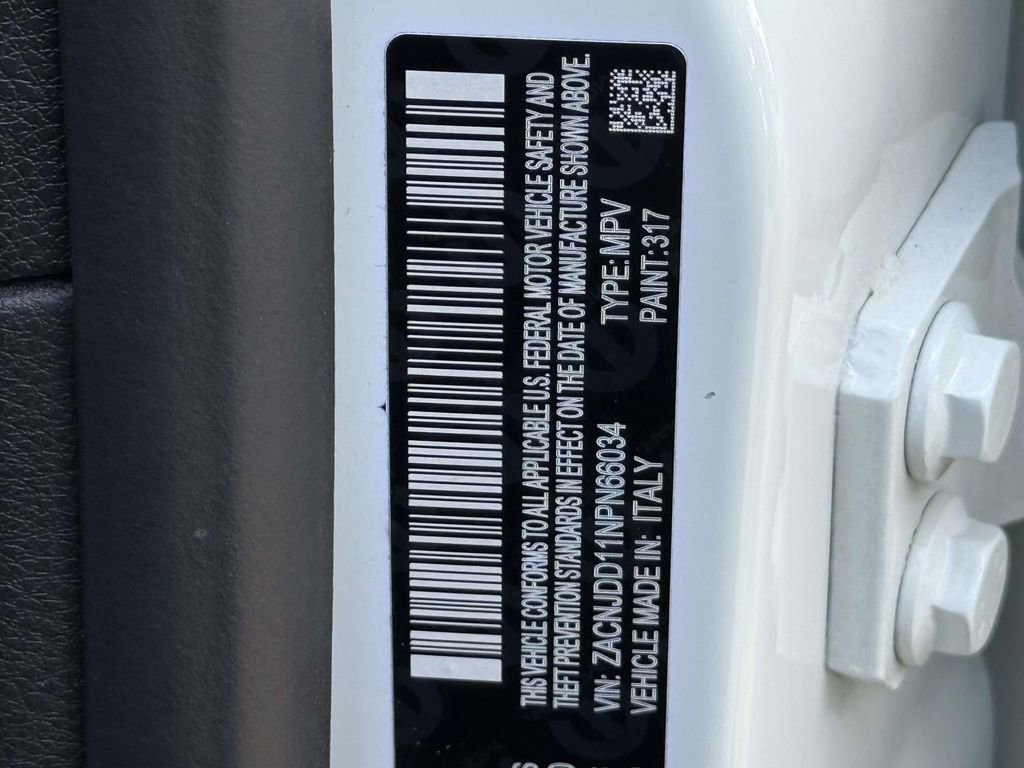 THIS VEHICLE CONFORMS TO ALL APPLICABLE U.S. FEDERAL MOTOR VEHICLE SAFETY AND
THEFT PREVENTION STANDARDS IN EFFECT ON THE DATE OF MANUFACTURE SHOWN ABOVE.
VIN: ZACNJDD11NPN66034 TYPE: MPV
VEHICLE MADE IN: ITALY PAINT:317